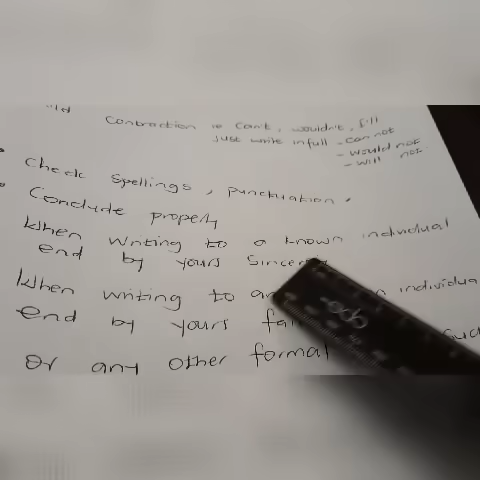 Contraction ie Can't, wouldn't, I'll
Just write in full - Can not
- Would not
- Will not.
Check Spellings, Punctuation.
Conclude properly
When writing to a known individual
end by yours
When writing to individua
end by yours
Or any other formal